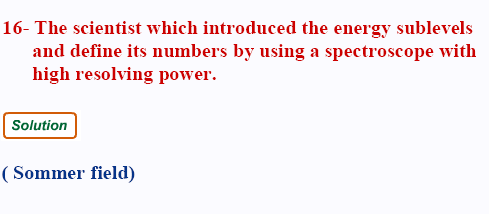 16- The scientist which introduced the energy sublevels
and define its numbers by using a spectroscope with
high resolving power.
Solution
( Sommer field)